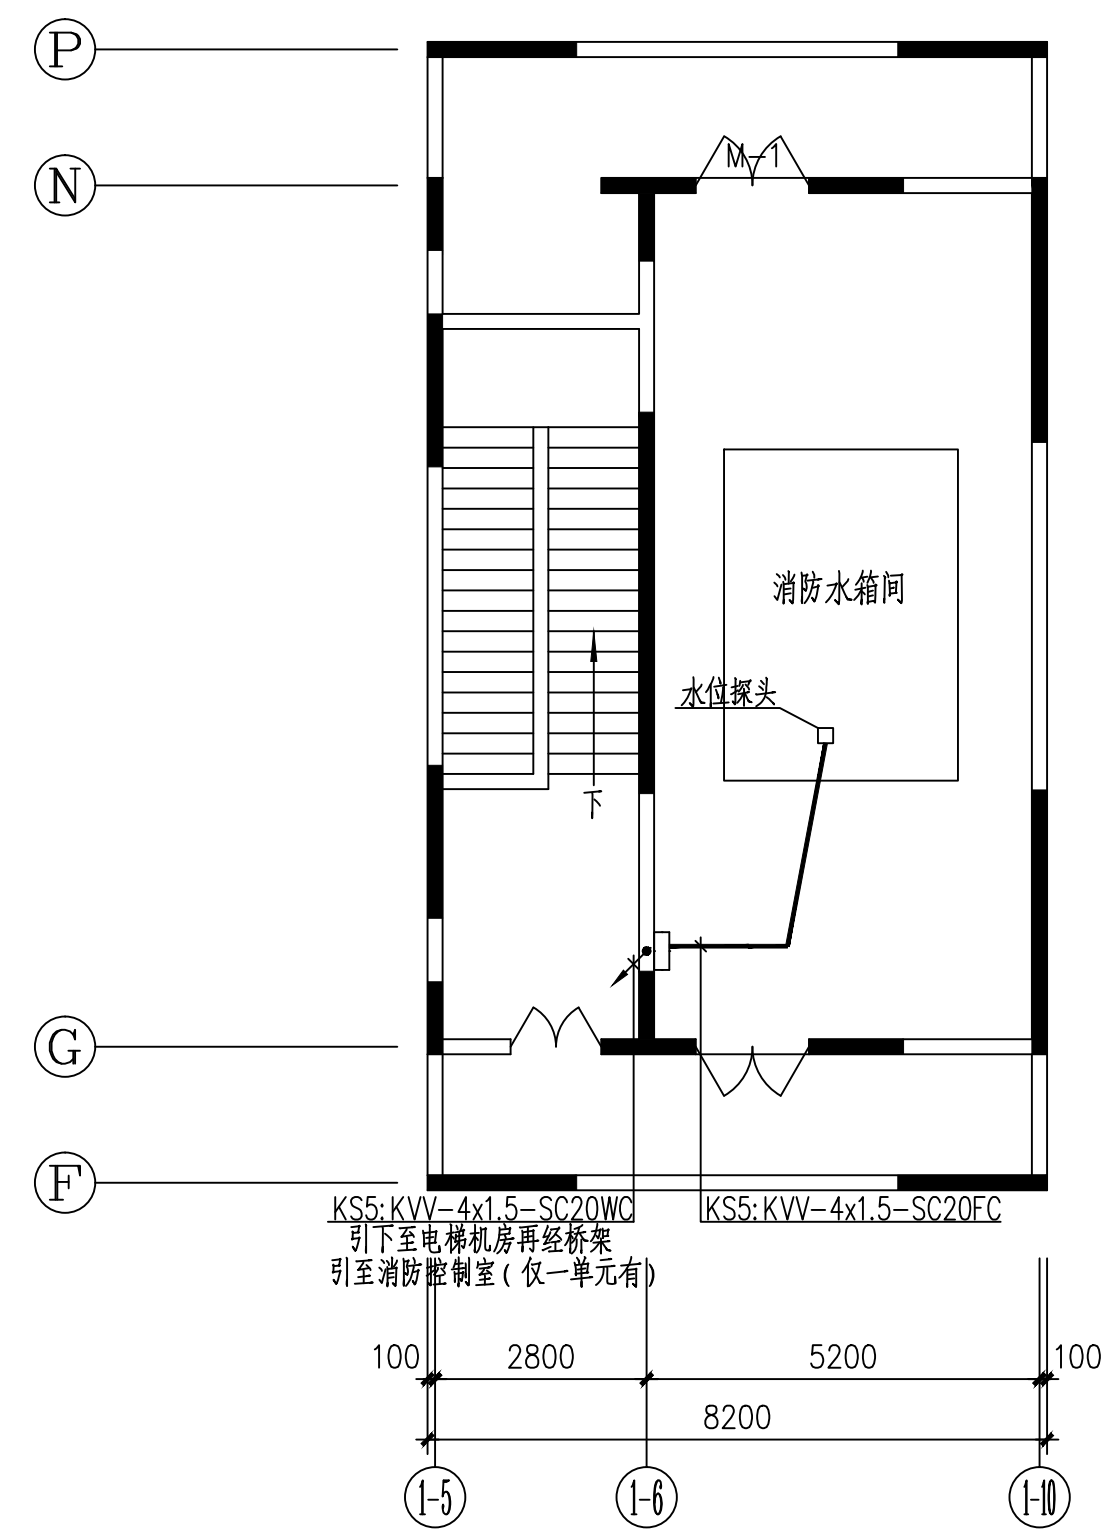 P
N
M-1
消防水箱间
水位探头
下
G
F
KS5:KVV-4x1.5-SC20WC
KS5:KVV-4x1.5-SC20FC
引下至电梯机房再经桥架
引至消防控制室(仅一单元有)
100
2800
5200
100
8200
1-5
1-6
1-10